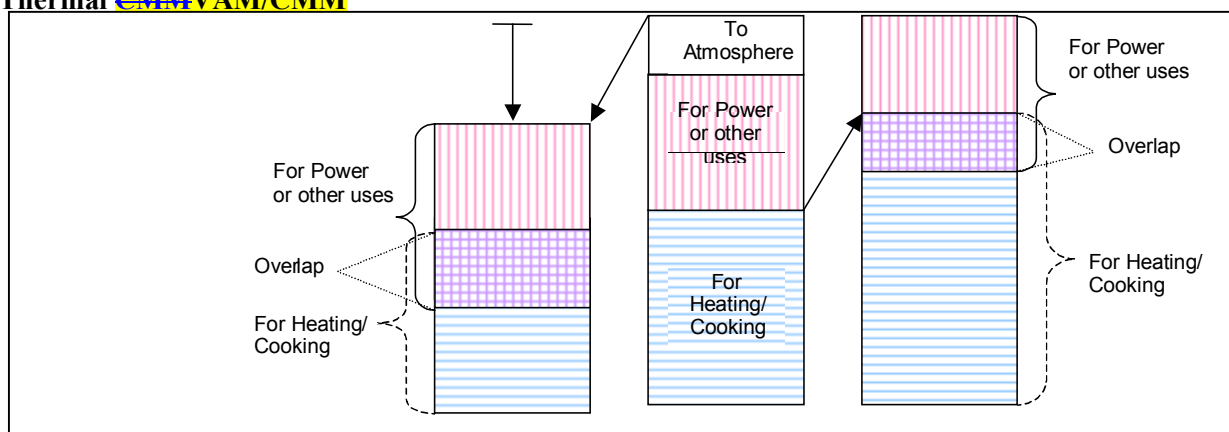 Thermal CMMVAM/CMM
To
Atmosphere
For Power
or other
uses
For
Heating/
Cooking
For Power
or other uses
Overlap
For Heating/
Cooking
For Power
or other uses
Overlap
For Heating/
Cooking